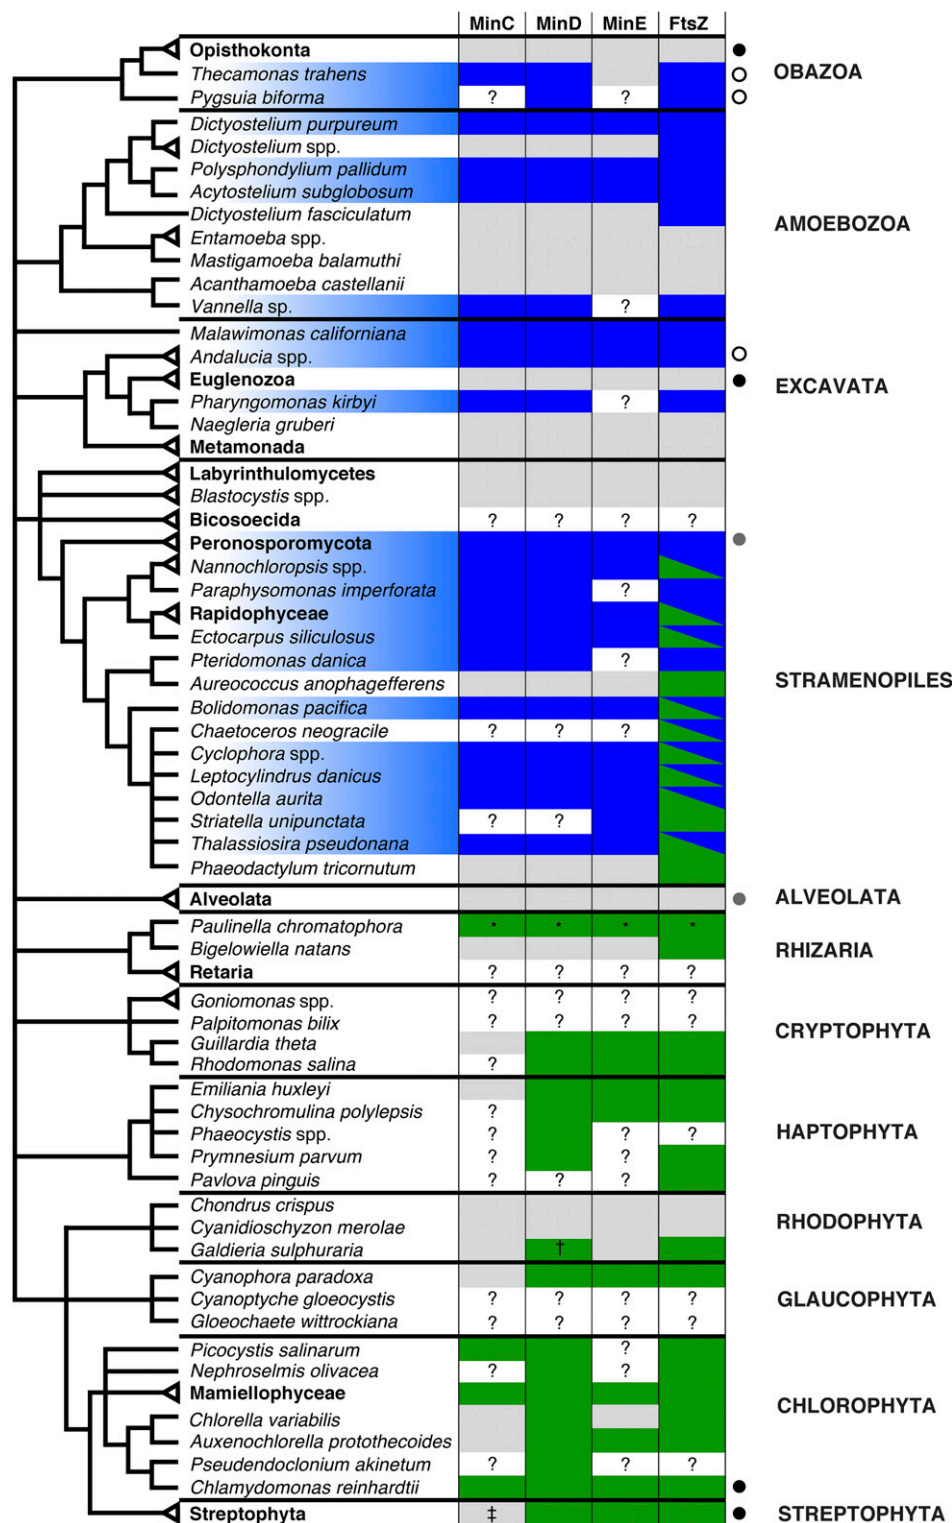 MinC MinD MinE FtsZ
Opisthokonta
Thecamonas trahens
Pygsuia biforma ? ?
OBAZOA
Dictyostelium purpureum
Dictyostelium spp.
Polysphondylium pallidum
Acytostelium subglobosum
Dictyostelium fasciculatum
Entamoeba spp.
Mastigamoeba balamuthi
Acanthamoeba castellanii
Vannella sp. ?
AMOEBOZOA
Malawimonas californiana
Andalucia spp.
Euglenozoa
Pharyngomonas kirbyi ?
Naegleria gruberi
Metamonada
EXCAVATA
Labyrinthulomycetes
Blastocystis spp.
Bicosoecida ? ? ? ?
Peronosporomycota
Nannochloropsis spp.
Paraphysomonas imperforata ?
Rapidophyceae
Ectocarpus siliculosus
Pteridomonas danica ?
Aureococcus anophagefferens
Bolidomonas pacifica
Chaetoceros neogracile ? ? ?
Cyclophora spp.
Leptocylindrus danicus
Odontella aurita
Striatella unipunctata ? ?
Thalassiosira pseudonana
Phaeodactylum tricornutum
STRAMENOPILES
Alveolata
ALVEOLATA
Paulinella chromatophora * * * *
Bigelowiella natans
Retaria ? ? ? ?
RHIZARIA
Goniomonas spp. ? ? ? ?
Palpitomonas bilix ? ? ? ?
Guillardia theta
Rhodomonas salina ?
CRYPTOPHYTA
Emiliania huxleyi
Chysochromulina polylepsis ?
Phaeocystis spp. ? ? ?
Prymnesium parvum ? ?
Pavlova pinguis ? ? ?
HAPTOPHYTA
Chondrus crispus
Cyanidioschyzon merolae
Galdieria sulphuraria †
RHODOPHYTA
Cyanophora paradoxa
Cyanoptyche gloeocystis ? ? ? ?
Gloeochaete wittrockiana ? ? ? ?
GLAUCOPHYTA
Picocystis salinarum ?
Nephroselmis olivacea ? ?
Mamiellophyceae
Chlorella variabilis
Auxenochlorella protothecoides
Pseudendoclonium akinetum ? ? ?
Chlamydomonas reinhardtii
CHLOROPHYTA
Streptophyta ‡
STREPTOPHYTA